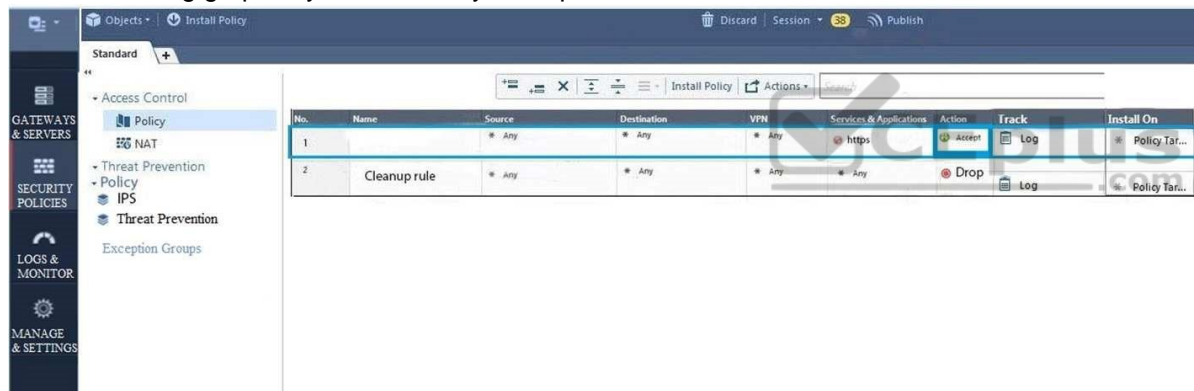 Objects Install Policy Discard Session 38 Publish
Standard +
Access Control
Policy
NAT
Threat Prevention
Policy
IPS
Threat Prevention
Exception Groups
GATEWAYS
& SERVERS
SECURITY
POLICIES
LOGS &
MONITOR
MANAGE
& SETTINGS
Install Policy Actions Search
No. Name Source Destination VPN Services & Applications Action Track Install On
1 * Any * Any * Any https Accept Log * Policy Tar...
2 Cleanup rule * Any * Any * Any * Any Drop Log * Policy Tar...
CEplus
.com